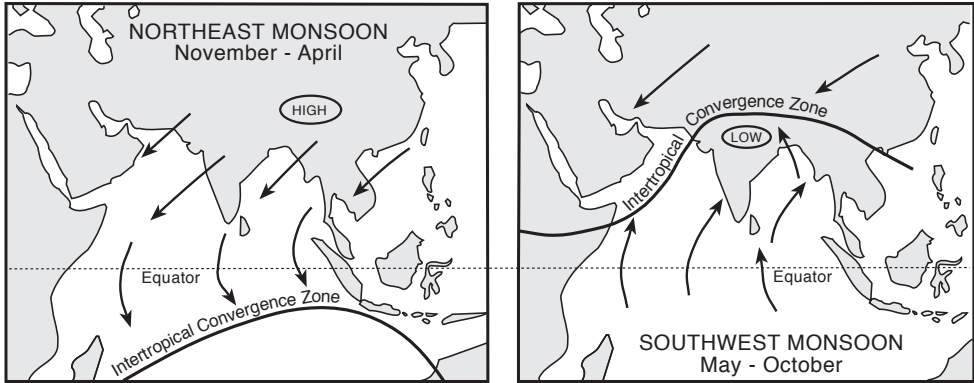 NORTHEAST MONSOON
November - April
HIGH
Equator
Intertropical Convergence Zone
Convergence Zone
LOW
Intertropical
Equator
SOUTHWEST MONSOON
May - October